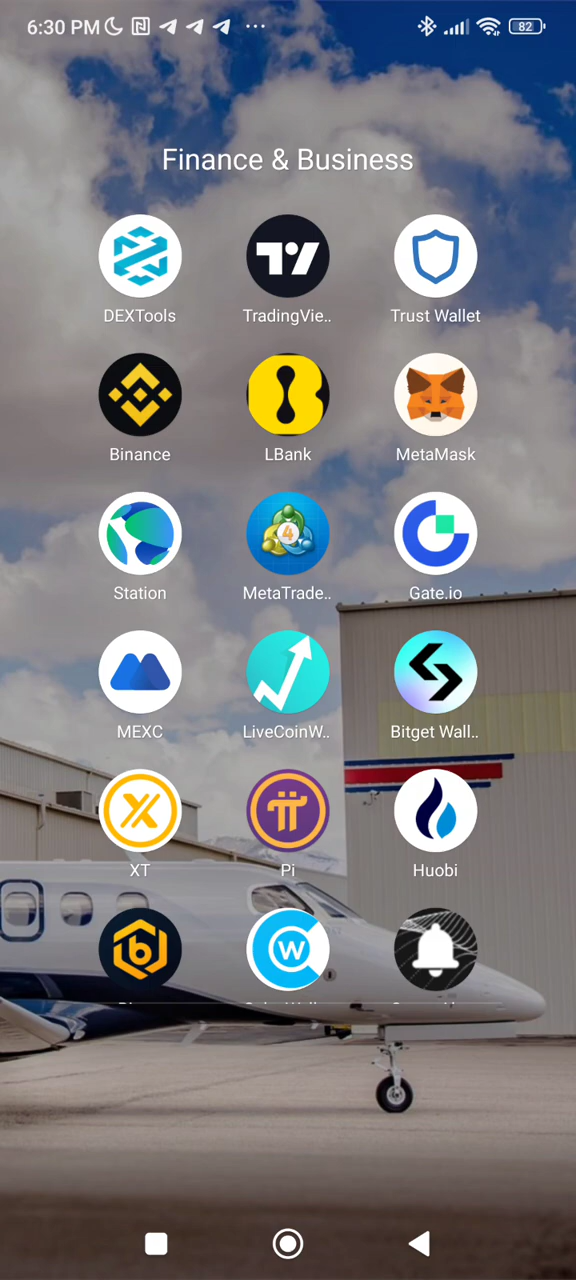 6:30 PM
82
Finance & Business
DEXTools
TradingVie..
Trust Wallet
Binance
LBank
MetaMask
4
Station
MetaTrade..
Gate.io
MEXC
LiveCoinW..
Bitget Wall..
XT
Pi
Huobi